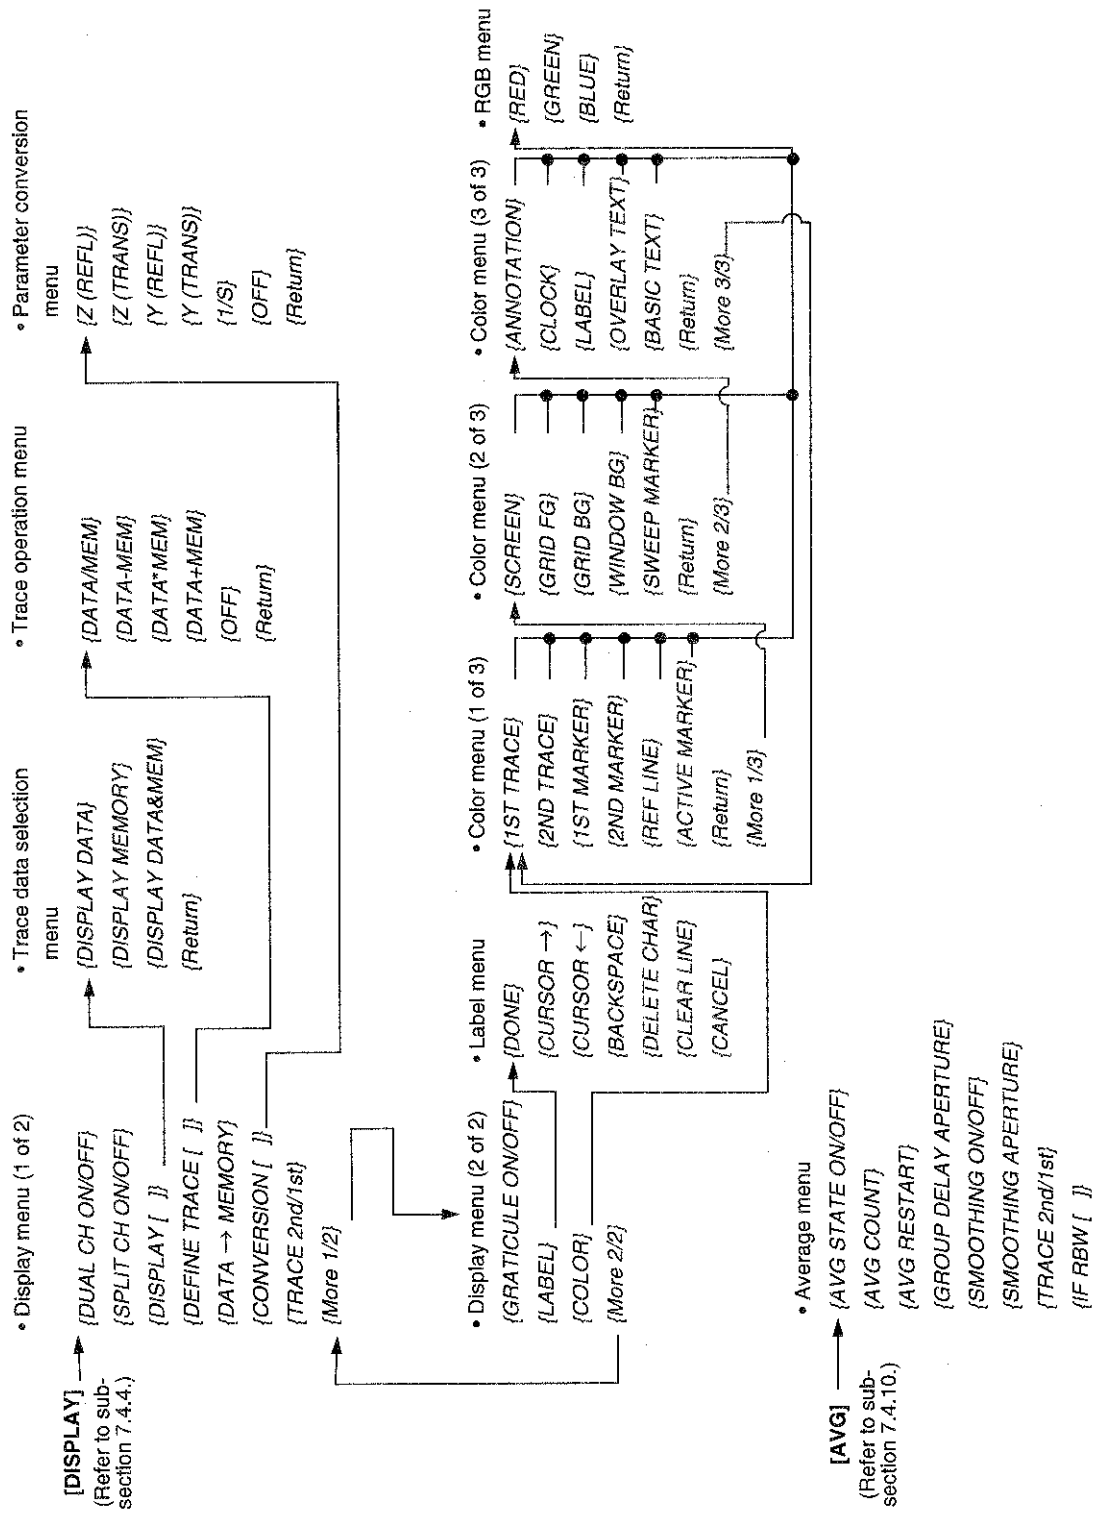 [DISPLAY]
(Refer to sub-
section 7.4.4.)
• Display menu (1 of 2)
{DUAL CH ON/OFF}
{SPLIT CH ON/OFF}
{DISPLAY [ ]}
{DEFINE TRACE [ ]}
{DATA → MEMORY}
{CONVERSION [ ]}
{TRACE 2nd/1st}
{More 1/2}
• Trace data selection
menu
{DISPLAY DATA}
{DISPLAY MEMORY}
{DISPLAY DATA&MEM}
{Return}
• Trace operation menu
{DATA/MEM}
{DATA-MEM}
{DATA*MEM}
{DATA+MEM}
{OFF}
{Return}
• Parameter conversion
menu
{Z (REFL)}
{Z (TRANS)}
{Y (REFL)}
{Y (TRANS)}
{1/S}
{OFF}
{Return}
• Display menu (2 of 2)
{GRATICULE ON/OFF}
{LABEL}
{COLOR}
{More 2/2}
• Label menu
{DONE}
{CURSOR →}
{CURSOR ←}
{BACKSPACE}
{DELETE CHAR}
{CLEAR LINE}
{CANCEL}
• Color menu (1 of 3)
{1ST TRACE}
{2ND TRACE}
{1ST MARKER}
{2ND MARKER}
{REF LINE}
{ACTIVE MARKER}
{Return}
{More 1/3}
• Color menu (2 of 3)
{SCREEN}
{GRID FG}
{GRID BG}
{WINDOW BG}
{SWEEP MARKER}
{Return}
{More 2/3}
• Color menu (3 of 3)
{ANNOTATION}
{CLOCK}
{LABEL}
{OVERLAY TEXT}
{BASIC TEXT}
{Return}
{More 3/3}
• RGB menu
{RED}
{GREEN}
{BLUE}
{Return}
[AVG]
(Refer to sub-
section 7.4.10.)
• Average menu
{AVG STATE ON/OFF}
{AVG COUNT}
{AVG RESTART}
{GROUP DELAY APERTURE}
{SMOOTHING ON/OFF}
{SMOOTHING APERTURE}
{TRACE 2nd/1st}
{IF RBW [ ]}